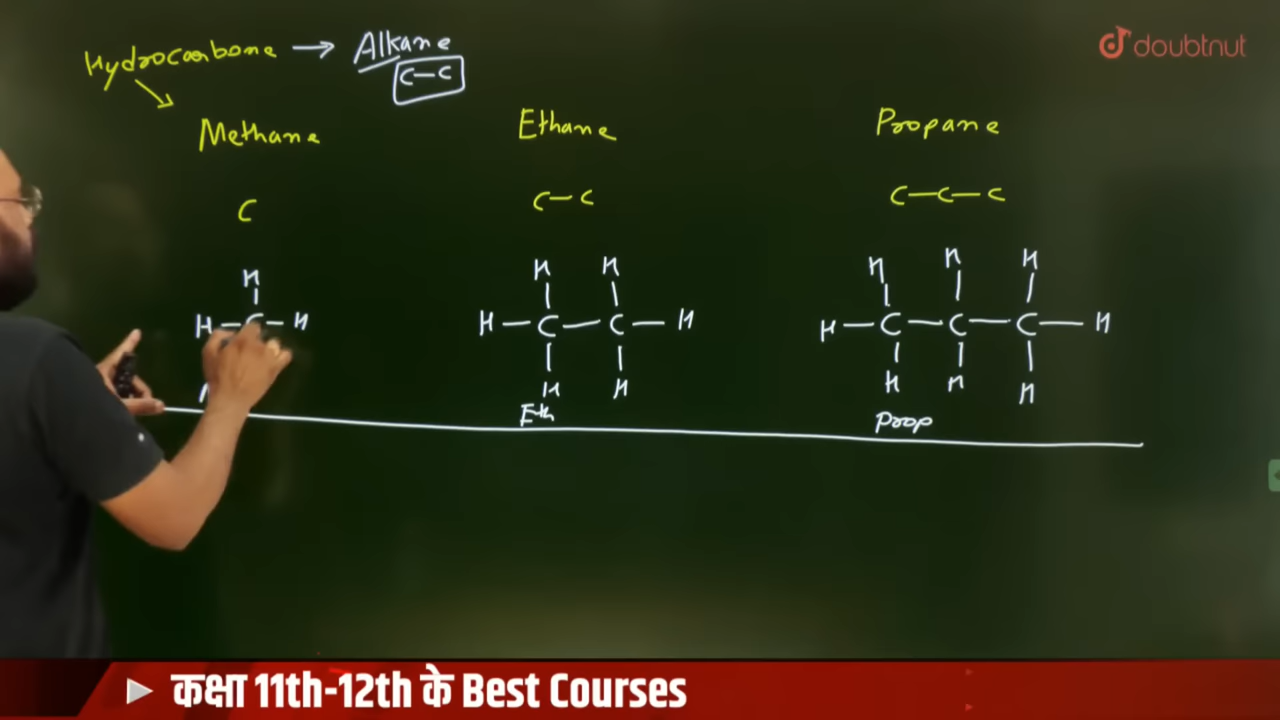 Hydrocarbone → Alkane
C–C
doubtnut
Methane
Ethane
Propane
C
C–C
C–C–C
H
H H
H H H
H – C – H
H – C – C – H
H – C – C – C – H
H H
H H H
Eth
Prop
कक्षा 11th-12th के Best Courses